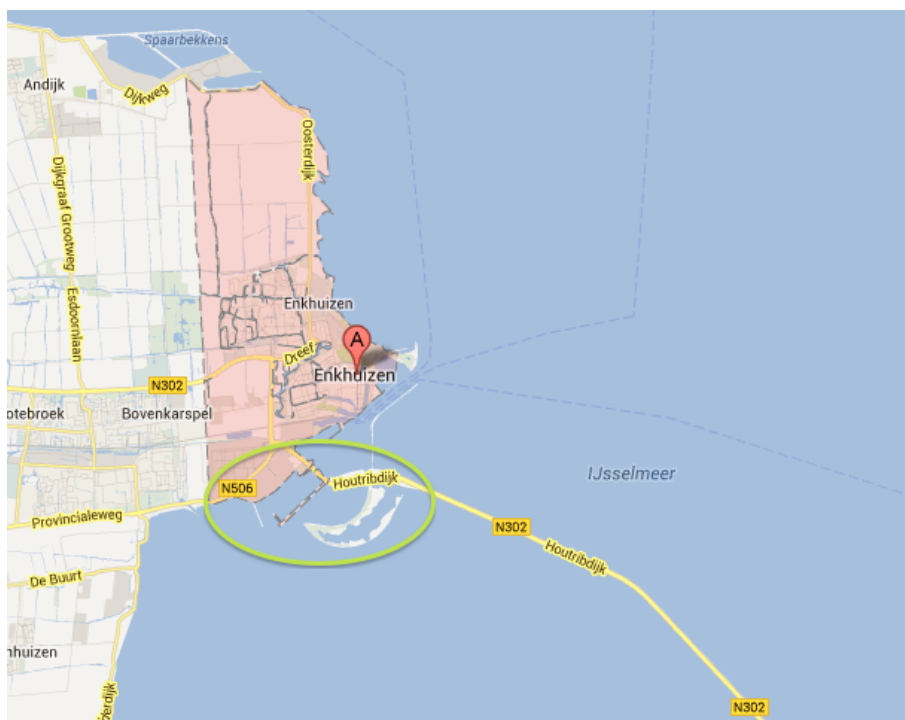 Spaarbekkens
Andijk
Dijkweg
Oosterdijk
Dijkgraaf Grootweg
Esdoornlaan
Enkhuizen
A
Dreef
Enkhuizen
N302
otebroek
Bovenkarspel
IJsselmeer
N506
Houtribdijk
Provincialeweg
N302
Houtribdijk
De Buurt
nhuizen
erdijk
N302